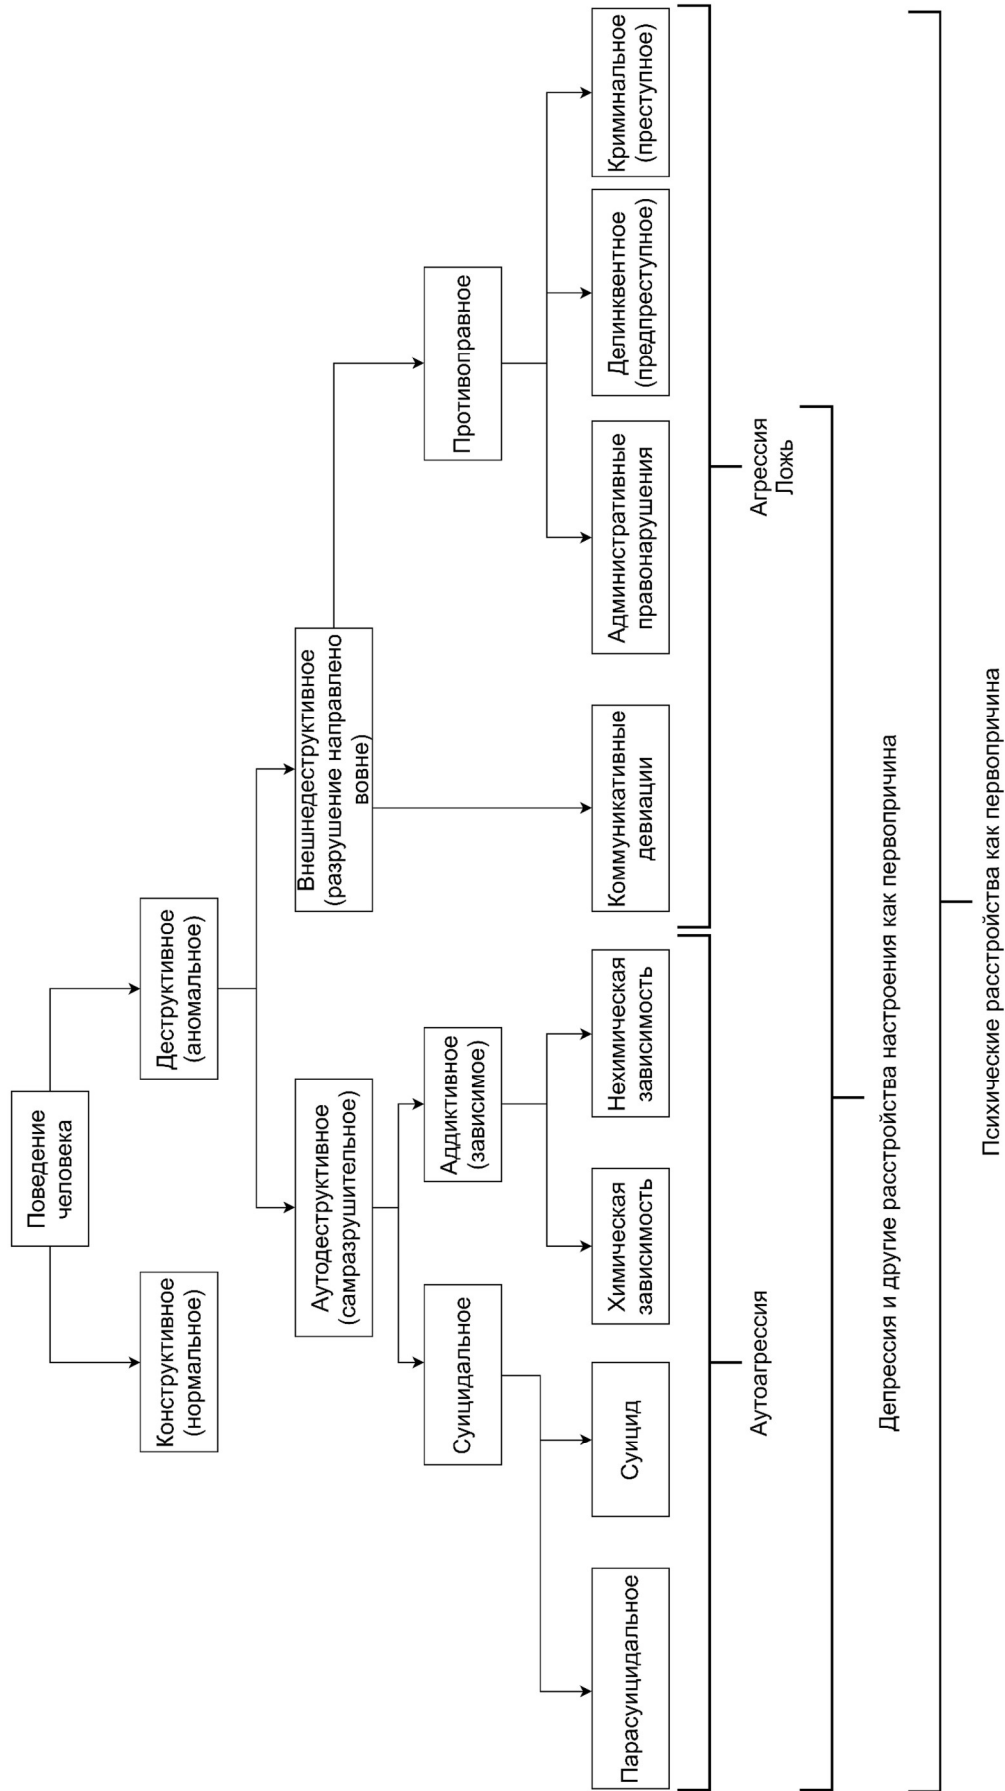 Поведение
человека
Конструктивное
(нормальное)
Деструктивное
(аномальное)
Аутодеструктивное
(самразрушительное)
Внешнедеструктивное
(разрушение направлено
вовне)
Суицидальное
Аддиктивное
(зависимое)
Противоправное
Парасуицидальное
Суицид
Химическая
зависимость
Нехимическая
зависимость
Коммуникативные
девиации
Административные
правонарушения
Делинквентное
(предпреступное)
Криминальное
(преступное)
Аутоагрессия
Агрессия
Ложь
Депрессия и другие расстройства настроения как первопричина
Психические расстройства как первопричина